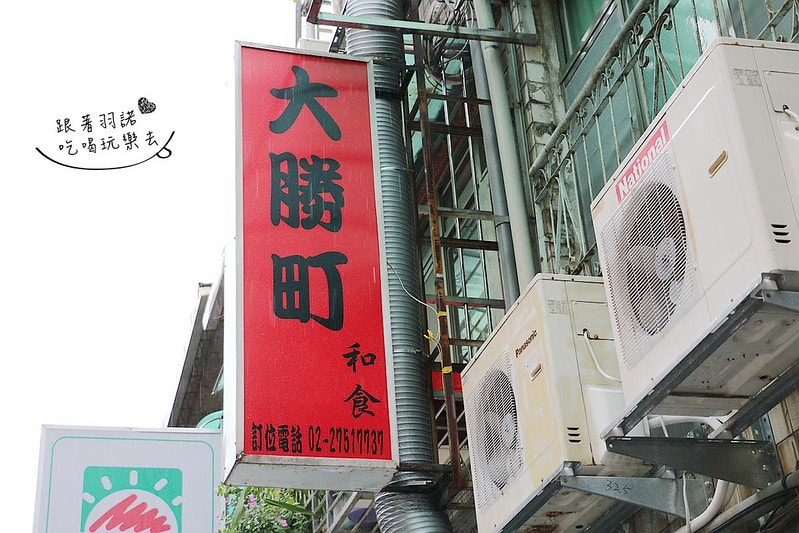 跟著羽諾
吃喝玩樂去
大勝町
和食
訂位電話 02-27517737
National
Panasonic
325